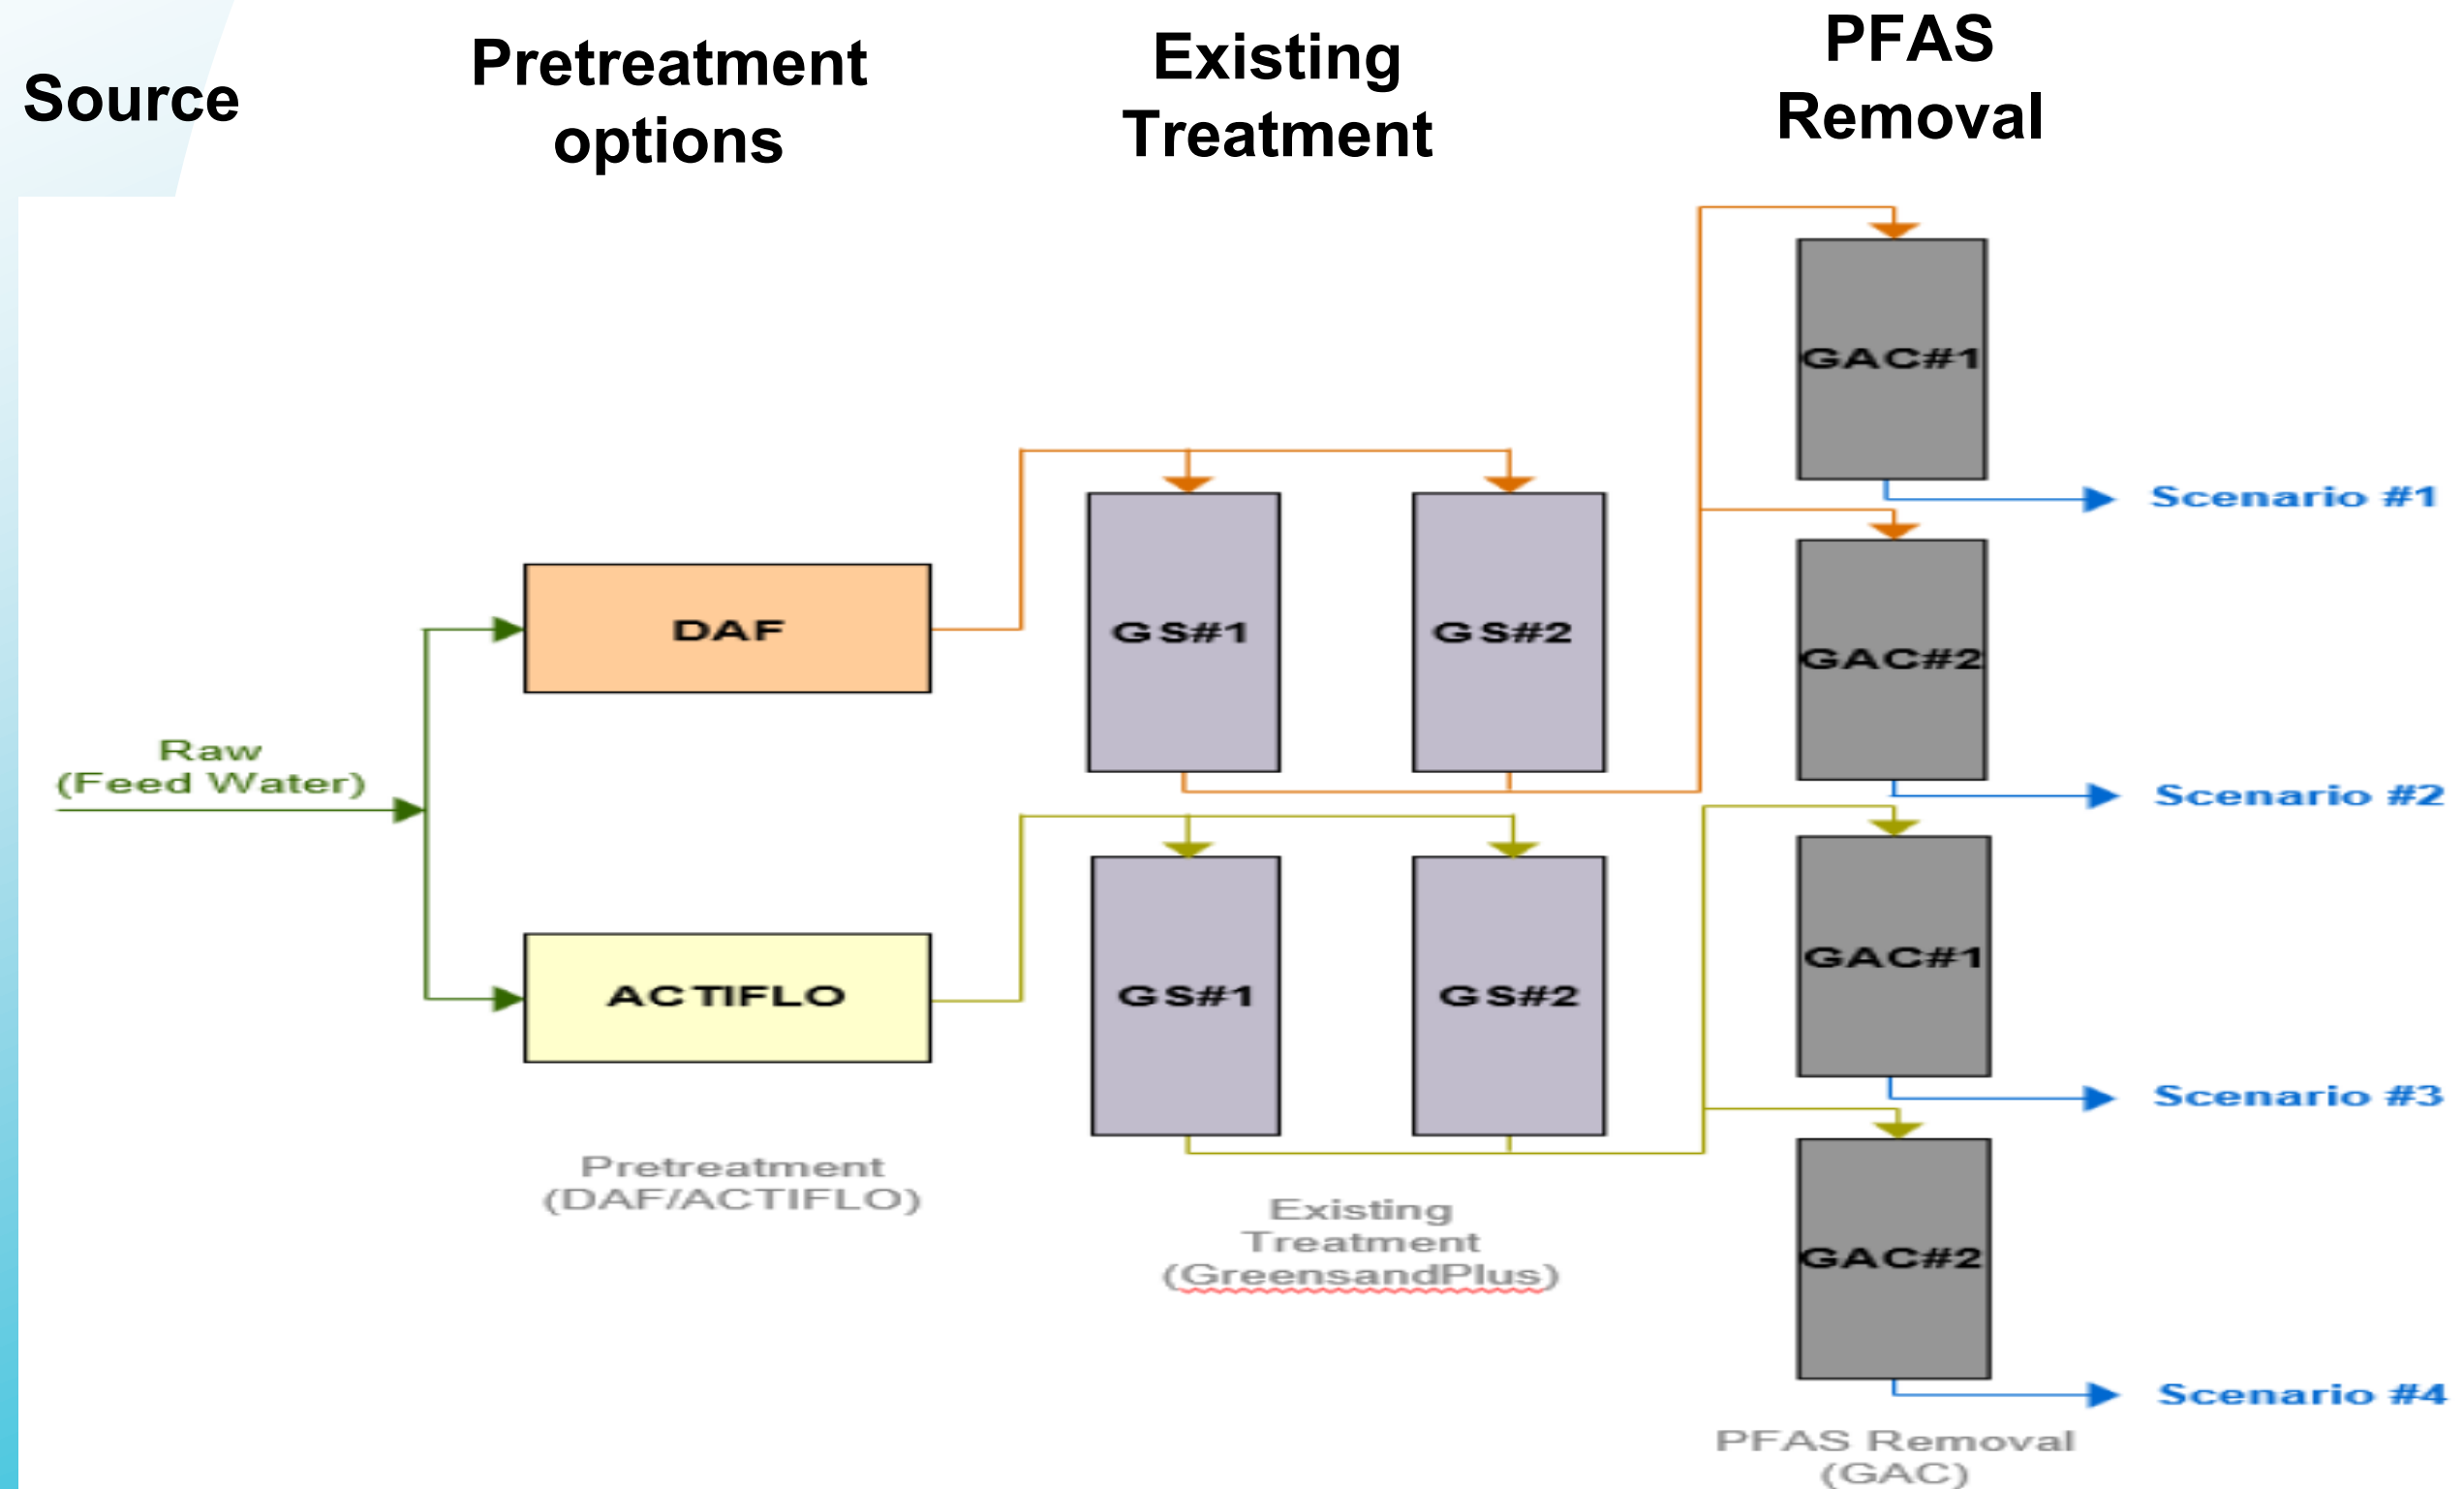 Source
Pretreatment
options
Existing
Treatment
PFAS
Removal
Raw
(Feed Water)
DAF
ACTIFLO
Pretreatment
(DAF/ACTIFLO)
GS#1
GS#2
GS#1
GS#2
Existing
Treatment
(GreensandPlus)
GAC#1
Scenario #1
GAC#2
Scenario #2
GAC#1
Scenario #3
GAC#2
Scenario #4
PFAS Removal
(GAC)